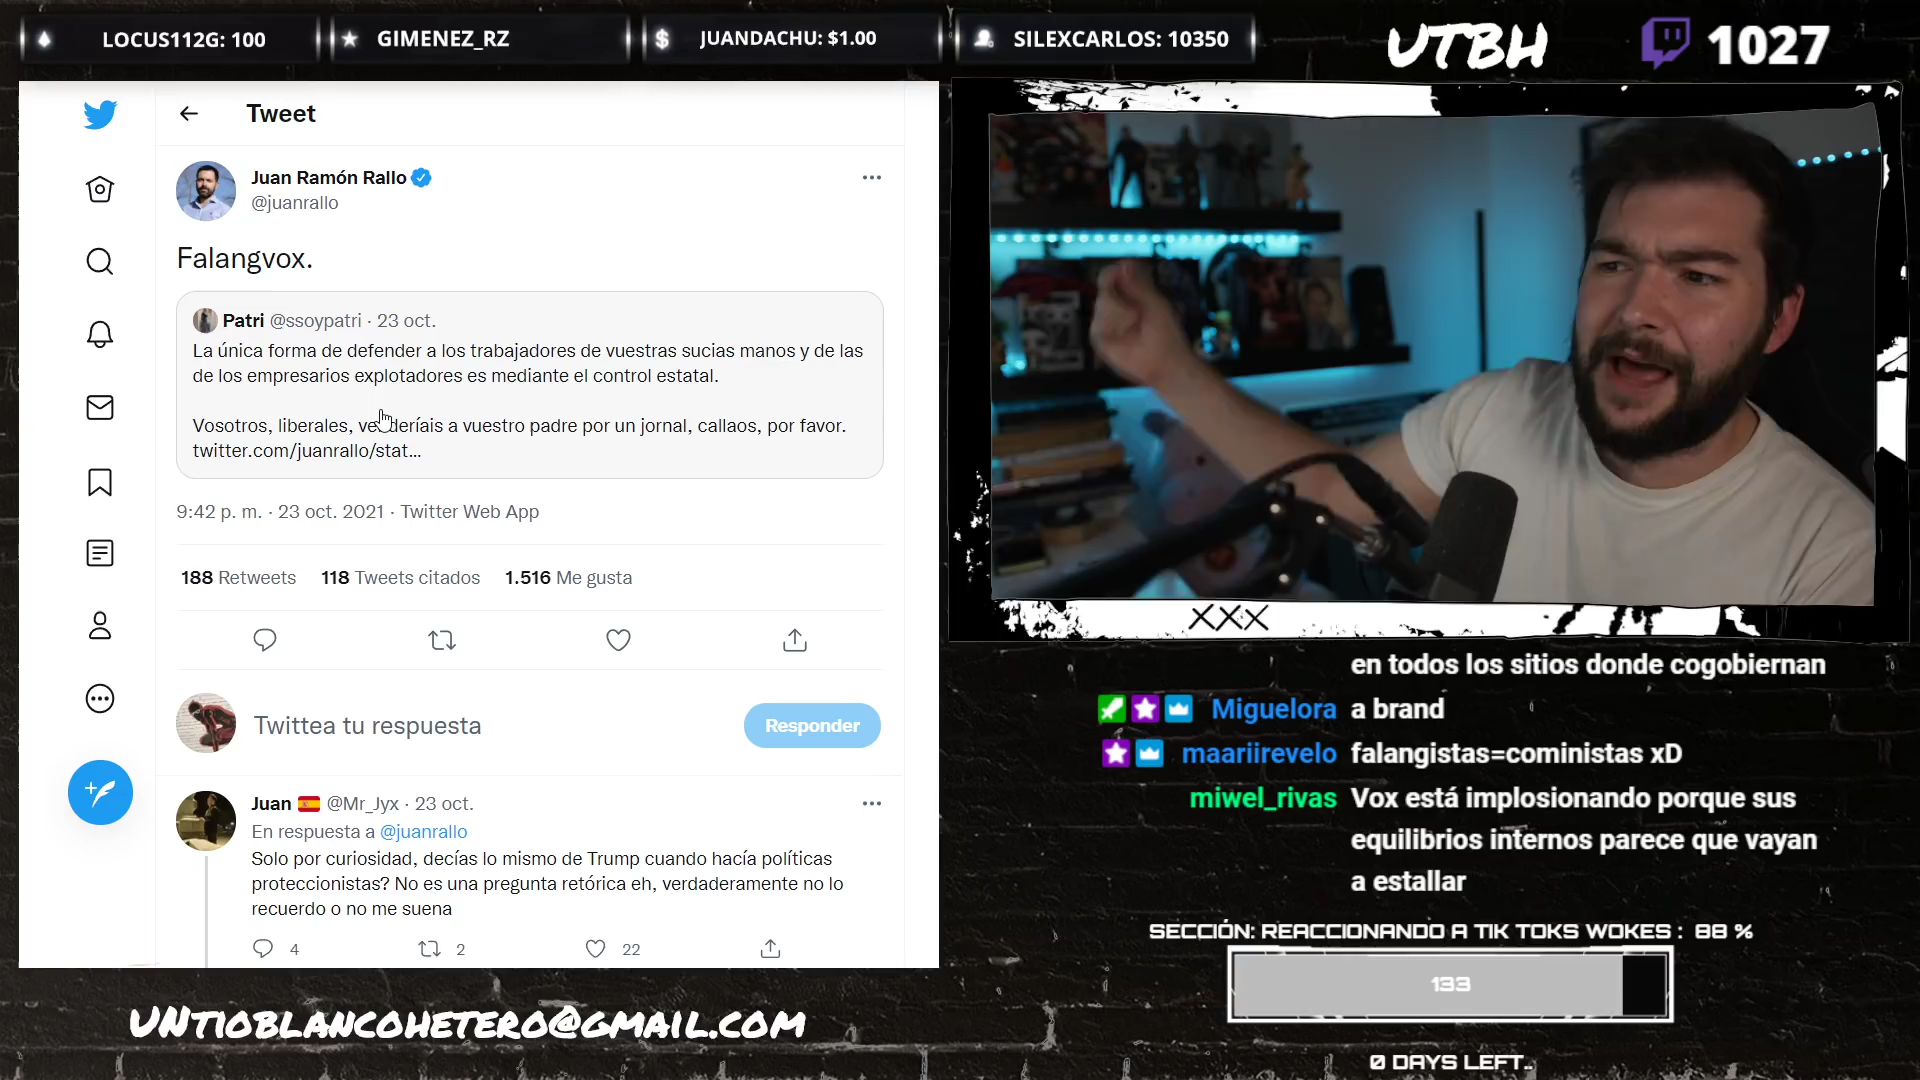 LOCUS112G: 100
GIMENEZ_RZ
JUANDACHU: $1.00
SILEXCARLOS: 10350
UTBH
1027
Tweet
Juan Ramón Rallo
@juanrallo
Falangvox.
Patri @ssoypatri · 23 oct.
La única forma de defender a los trabajadores de vuestras sucias manos y de las
de los empresarios explotadores es mediante el control estatal.
Vosotros, liberales, venderíais a vuestro padre por un jornal, callaos, por favor.
twitter.com/juanrallo/stat…
9:42 p. m. · 23 oct. 2021 · Twitter Web App
188 Retweets 118 Tweets citados 1.516 Me gusta
Twittea tu respuesta
Responder
Juan @Mr_Jyx · 23 oct.
En respuesta a @juanrallo
Solo por curiosidad, decías lo mismo de Trump cuando hacía políticas
proteccionistas? No es una pregunta retórica eh, verdaderamente no lo
recuerdo o no me suena
4 2 22
UNTIOBLANCOHETERO@GMAIL.COM
XXX
en todos los sitios donde cogobiernan
Miguelora a brand
maariirevelo falangistas=coministas xD
miwel_rivas Vox está implosionando porque sus
equilibrios internos parece que vayan
a estallar
SECCIÓN: REACCIONANDO A TIK TOKS WOKES : 88 %
133
0 DAYS LEFT..